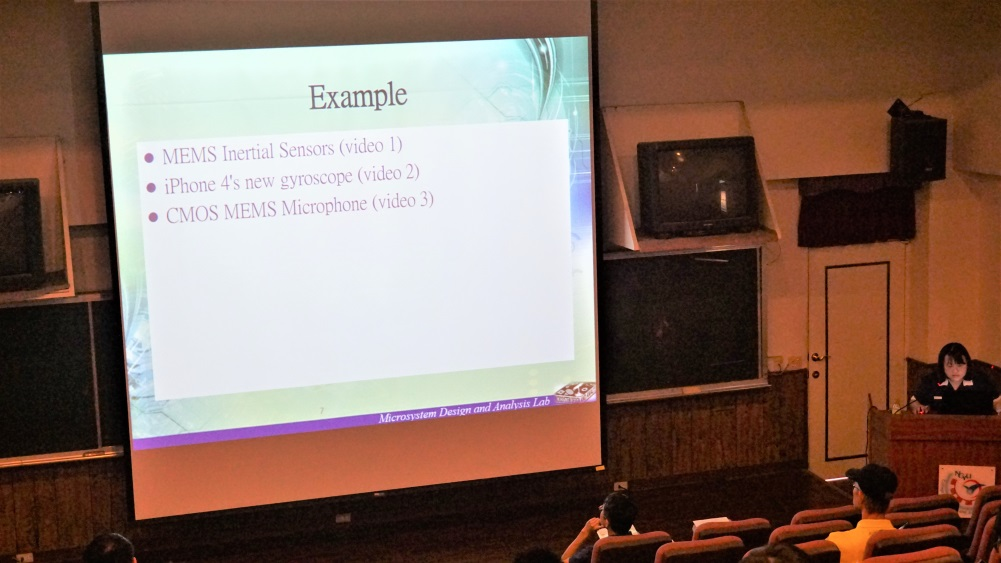 Example
MEMS Inertial Sensors (video 1)
iPhone 4's new gyroscope (video 2)
CMOS MEMS Microphone (video 3)
7
Microsystem Design and Analysis Lab